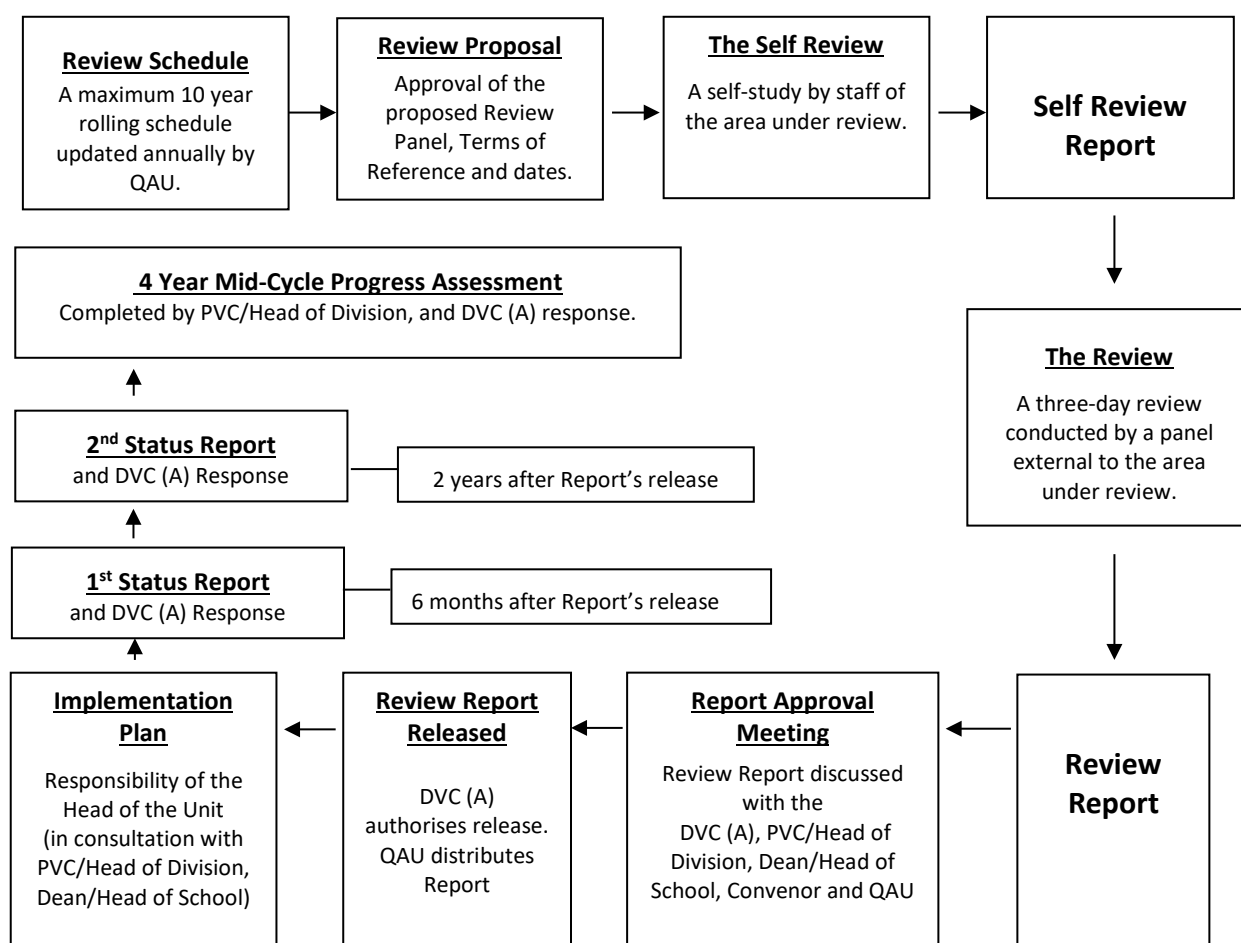 Review Schedule
A maximum 10 year
rolling schedule
updated annually by
QAU.
Review Proposal
Approval of the
proposed Review
Panel, Terms of
Reference and dates.
The Self Review
A self-study by staff of
the area under review.
Self Review
Report
The Review
A three-day review
conducted by a panel
external to the area
under review.
Review
Report
Report Approval
Meeting
Review Report discussed
with the
DVC (A), PVC/Head of
Division, Dean/Head of
School, Convenor and QAU
Review Report
Released
DVC (A)
authorises release.
QAU distributes
Report
Implementation
Plan
Responsibility of the
Head of the Unit
(in consultation with
PVC/Head of Division,
Dean/Head of School)
1st Status Report
and DVC (A) Response
6 months after Report’s release
2nd Status Report
and DVC (A) Response
2 years after Report’s release
4 Year Mid-Cycle Progress Assessment
Completed by PVC/Head of Division, and DVC (A) response.